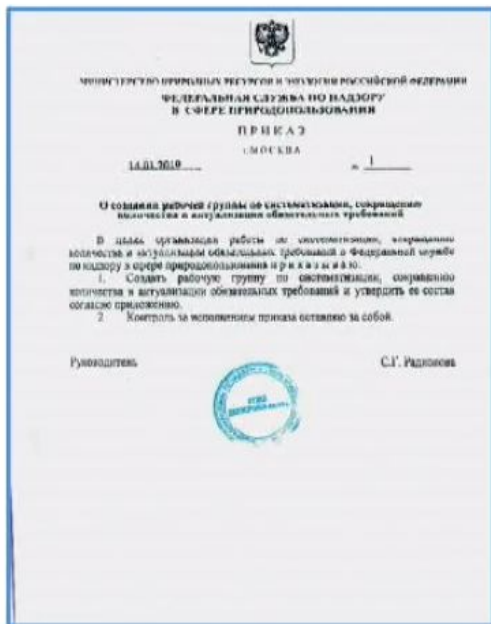 МИНИСТЕРСТВО ПРИРОДНЫХ РЕСУРСОВ И ЭКОЛОГИИ РОССИЙСКОЙ ФЕДЕРАЦИИ
ФЕДЕРАЛЬНАЯ СЛУЖБА ПО НАДЗОРУ
В СФЕРЕ ПРИРОДОПОЛЬЗОВАНИЯ
ПРИКАЗ
г.МОСКВА
14.01.2019 № 1
О создании рабочей группы по систематизации, сокращению
количества и актуализации обязательных требований
В целях организации работы по систематизации, сокращению
количества и актуализации обязательных требований в Федеральной службе
по надзору в сфере природопользования п р и к а з ы в а ю:
1. Создать рабочую группу по систематизации, сокращению
количества и актуализации обязательных требований и утвердить ее состав
согласно приложению.
2. Контроль за исполнением приказа оставляю за собой.
Руководитель С.Г. Радионова